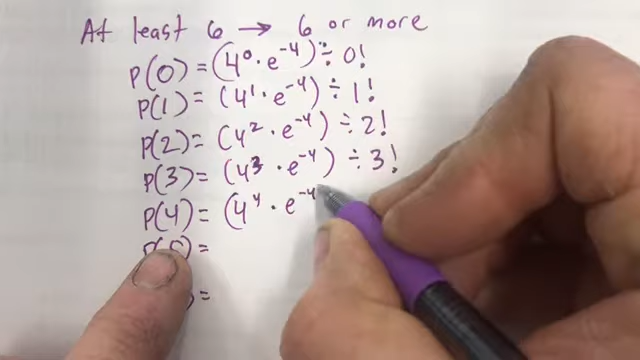 At least 6 → 6 or more
P(0) = (4⁰ · e⁻⁴) ÷ 0!
P(1) = (4¹ · e⁻⁴) ÷ 1!
P(2) = (4² · e⁻⁴) ÷ 2!
P(3) = (4³ · e⁻⁴) ÷ 3!
P(4) = (4⁴ · e⁻⁴
=
=